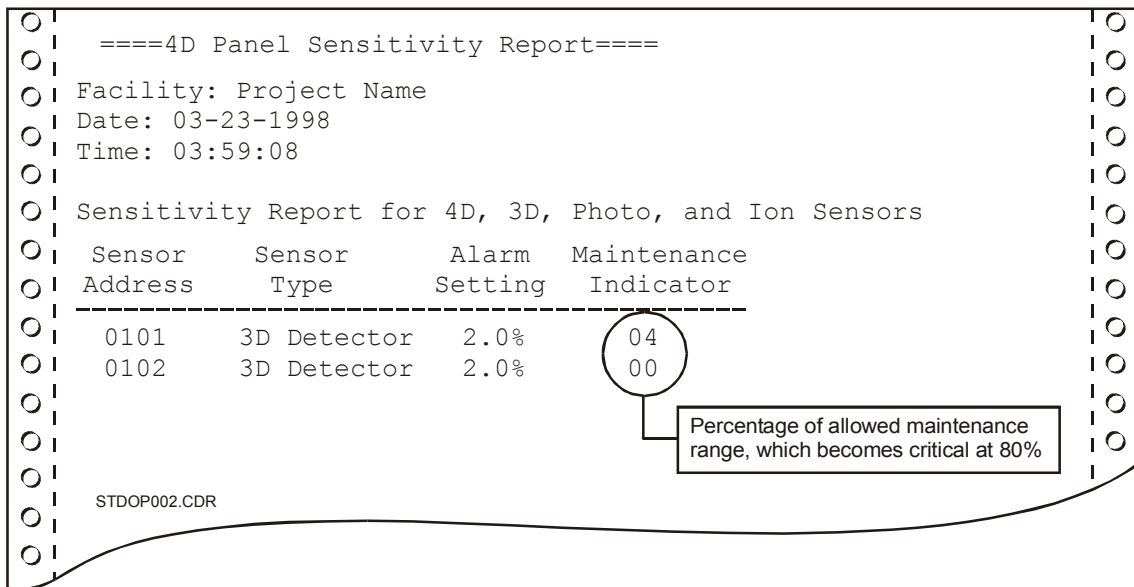 ====4D Panel Sensitivity Report====
Facility: Project Name
Date: 03-23-1998
Time: 03:59:08
Sensitivity Report for 4D, 3D, Photo, and Ion Sensors
Sensor Sensor Alarm Maintenance
Address Type Setting Indicator
0101 3D Detector 2.0% 04
0102 3D Detector 2.0% 00
Percentage of allowed maintenance
range, which becomes critical at 80%
STDOP002.CDR